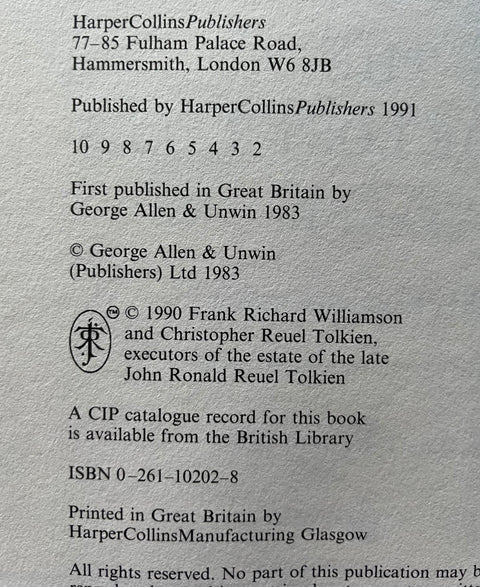 HarperCollinsPublishers
77–85 Fulham Palace Road,
Hammersmith, London W6 8JB
Published by HarperCollinsPublishers 1991
10 9 8 7 6 5 4 3 2
First published in Great Britain by
George Allen & Unwin 1983
© George Allen & Unwin
(Publishers) Ltd 1983
TM © 1990 Frank Richard Williamson
and Christopher Reuel Tolkien,
executors of the estate of the late
John Ronald Reuel Tolkien
A CIP catalogue record for this book
is available from the British Library
ISBN 0–261–10202–8
Printed in Great Britain by
HarperCollinsManufacturing Glasgow
All rights reserved. No part of this publication may